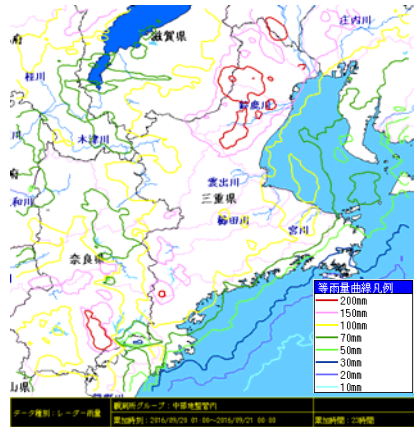 滋賀県
庄内川
桂川
鈴鹿川
木津川
雲出川
三重県
櫛田川
宮川
和川
奈良県
等雨量曲線凡例
200mm
150mm
100mm
70mm
50mm
30mm
20mm
10mm
山県
データ種別：レーダー雨量
観測所グループ：中部地整管内
累加時刻：2016/09/20 01 00～2016/09/21 00 00
累加時間：23時間